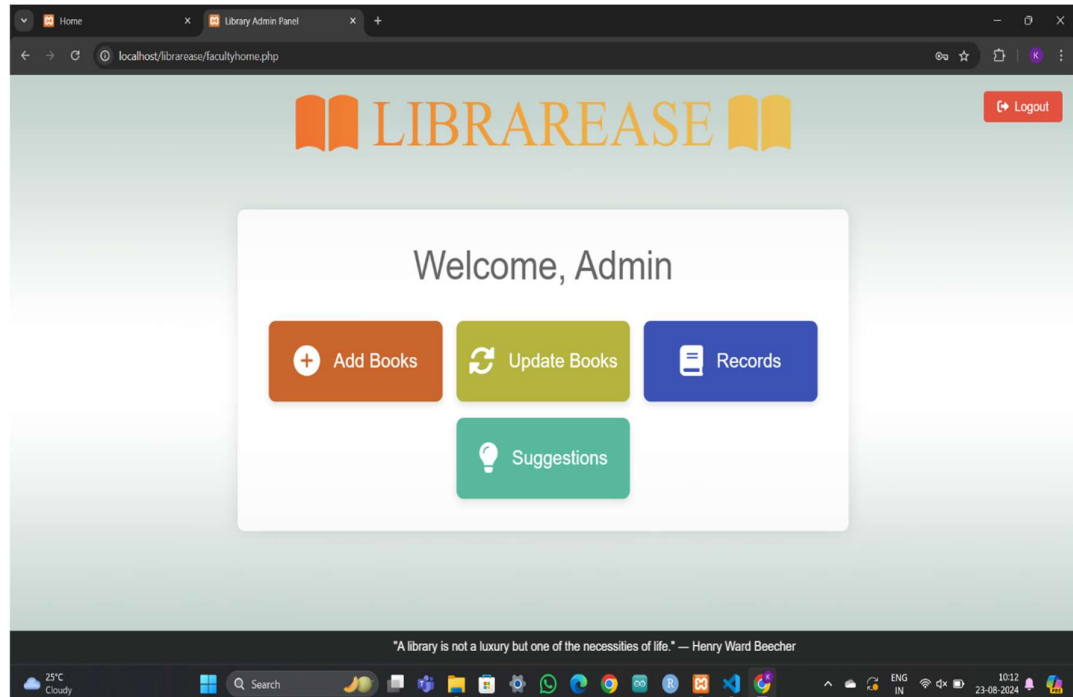 Home
Library Admin Panel
localhost/librarease/facultyhome.php
K
LIBRAREASE
Logout
Welcome, Admin
Add Books
Update Books
Records
Suggestions
"A library is not a luxury but one of the necessities of life." — Henry Ward Beecher
25°C
Cloudy
Search
R
ENG
IN
10:12
23-08-2024